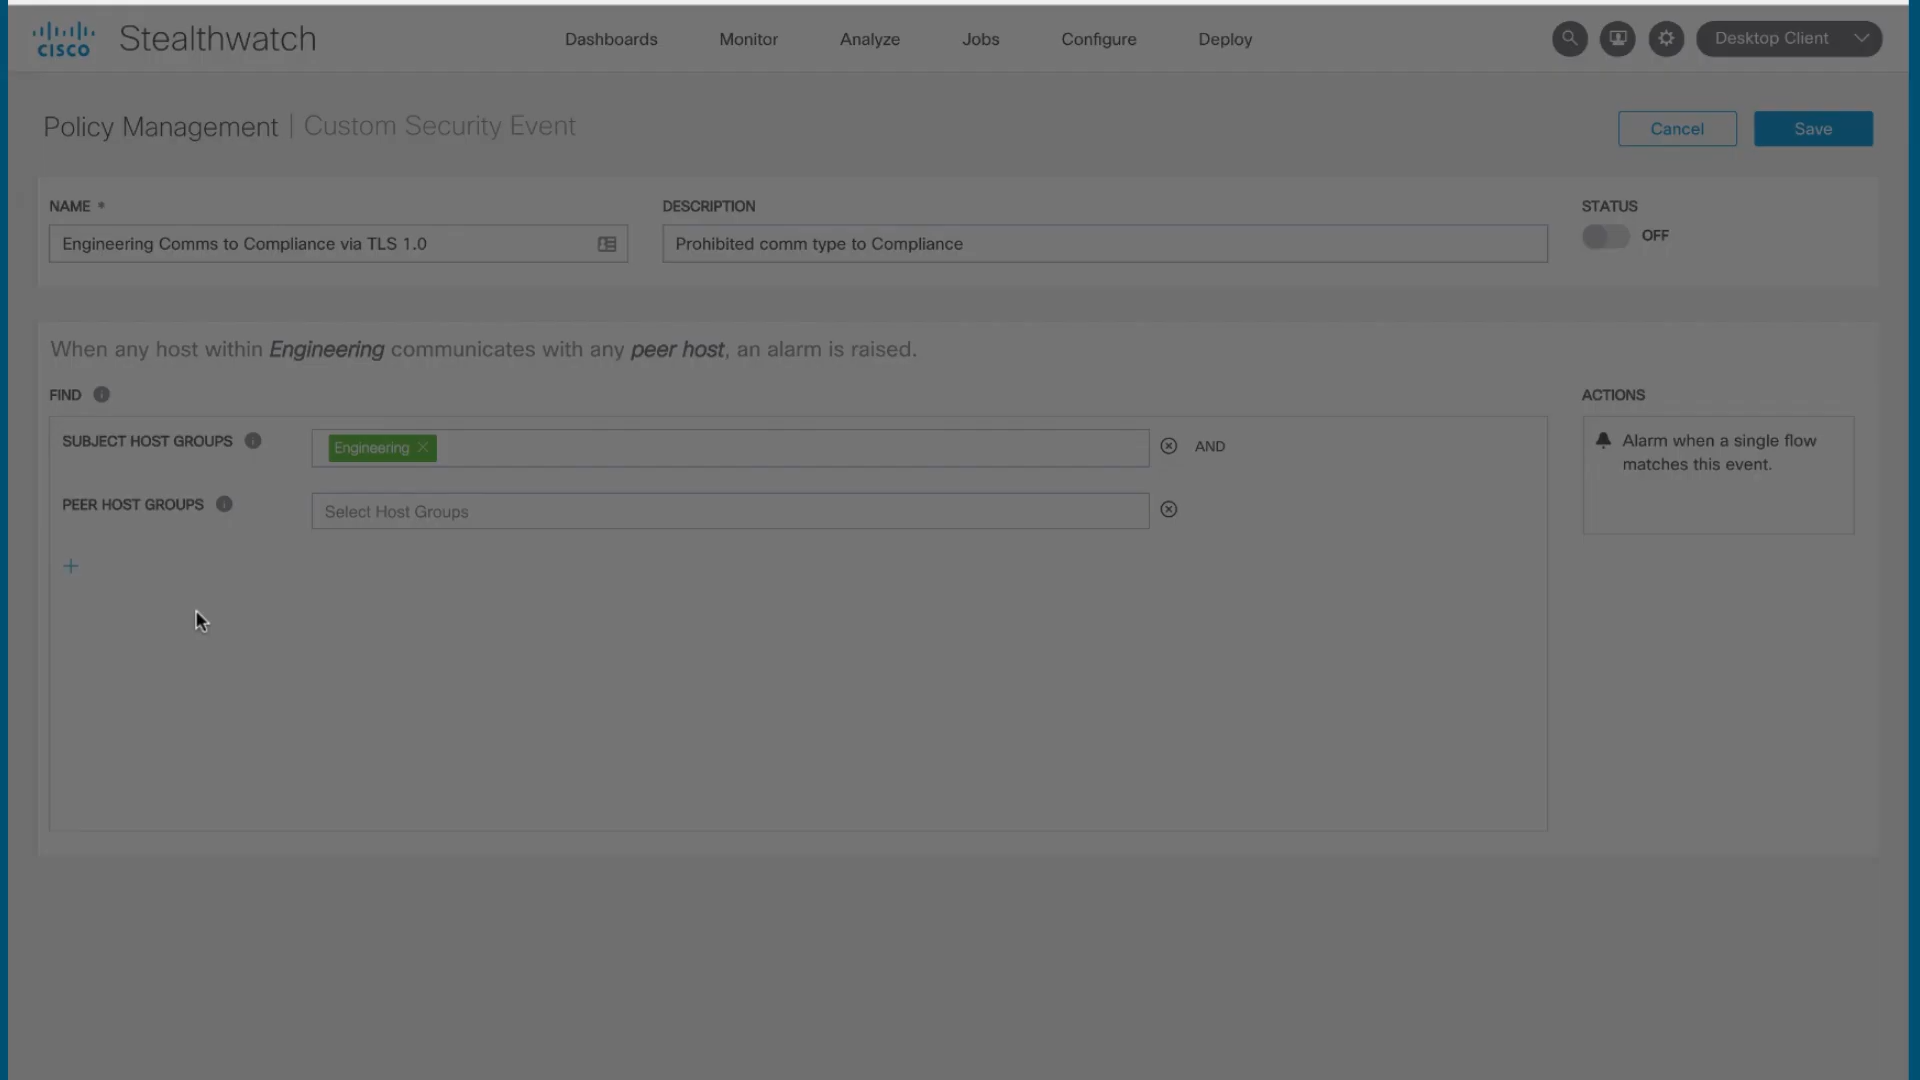 CISCO Stealthwatch Dashboards Monitor Analyze Jobs Configure Deploy Desktop Client
Policy Management | Custom Security Event Cancel Save
NAME * DESCRIPTION STATUS
Engineering Comms to Compliance via TLS 1.0 Prohibited comm type to Compliance OFF
When any host within Engineering communicates with any peer host, an alarm is raised.
FIND ACTIONS
SUBJECT HOST GROUPS Engineering AND Alarm when a single flow
matches this event.
PEER HOST GROUPS Select Host Groups